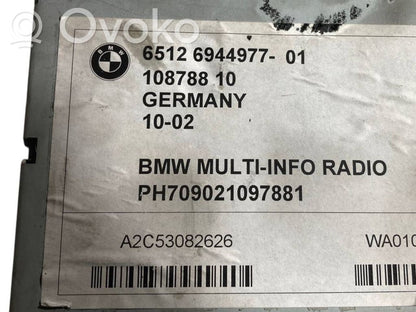 Ovoko
BMW
6512 6944977- 01
108788 10
GERMANY
10-02
BMW MULTI-INFO RADIO
PH709021097881
A2C53082626 WA010